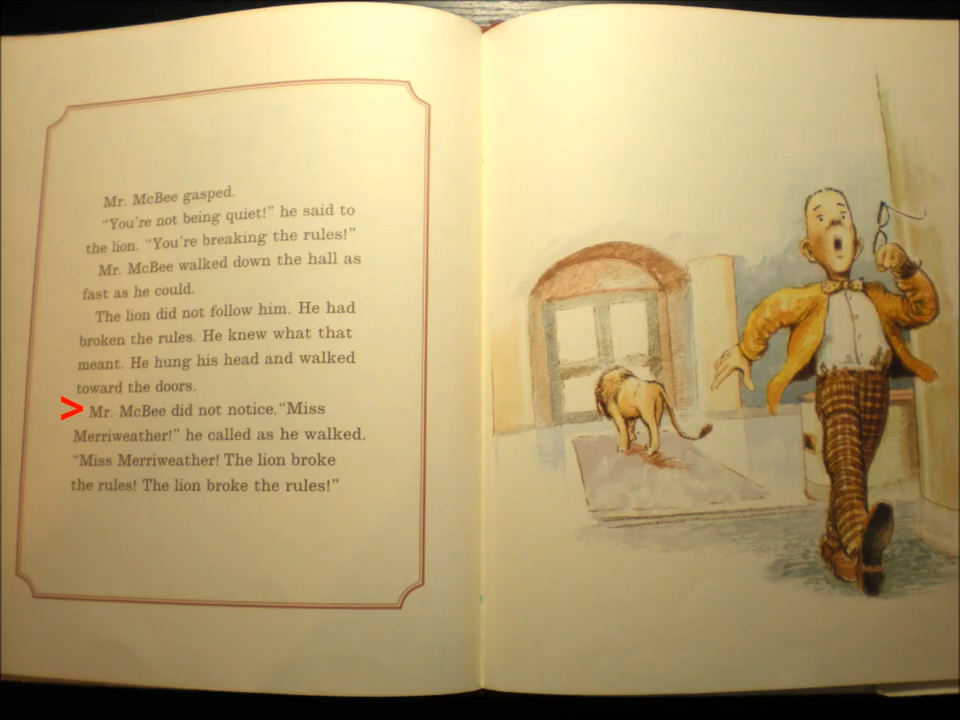 Mr. McBee gasped.
"You're not being quiet!" he said to
the lion. "You're breaking the rules!"
Mr. McBee walked down the hall as
fast as he could.
The lion did not follow him. He had
broken the rules. He knew what that
meant. He hung his head and walked
toward the doors.
> Mr. McBee did not notice. "Miss
Merriweather!" he called as he walked.
"Miss Merriweather! The lion broke
the rules! The lion broke the rules!"